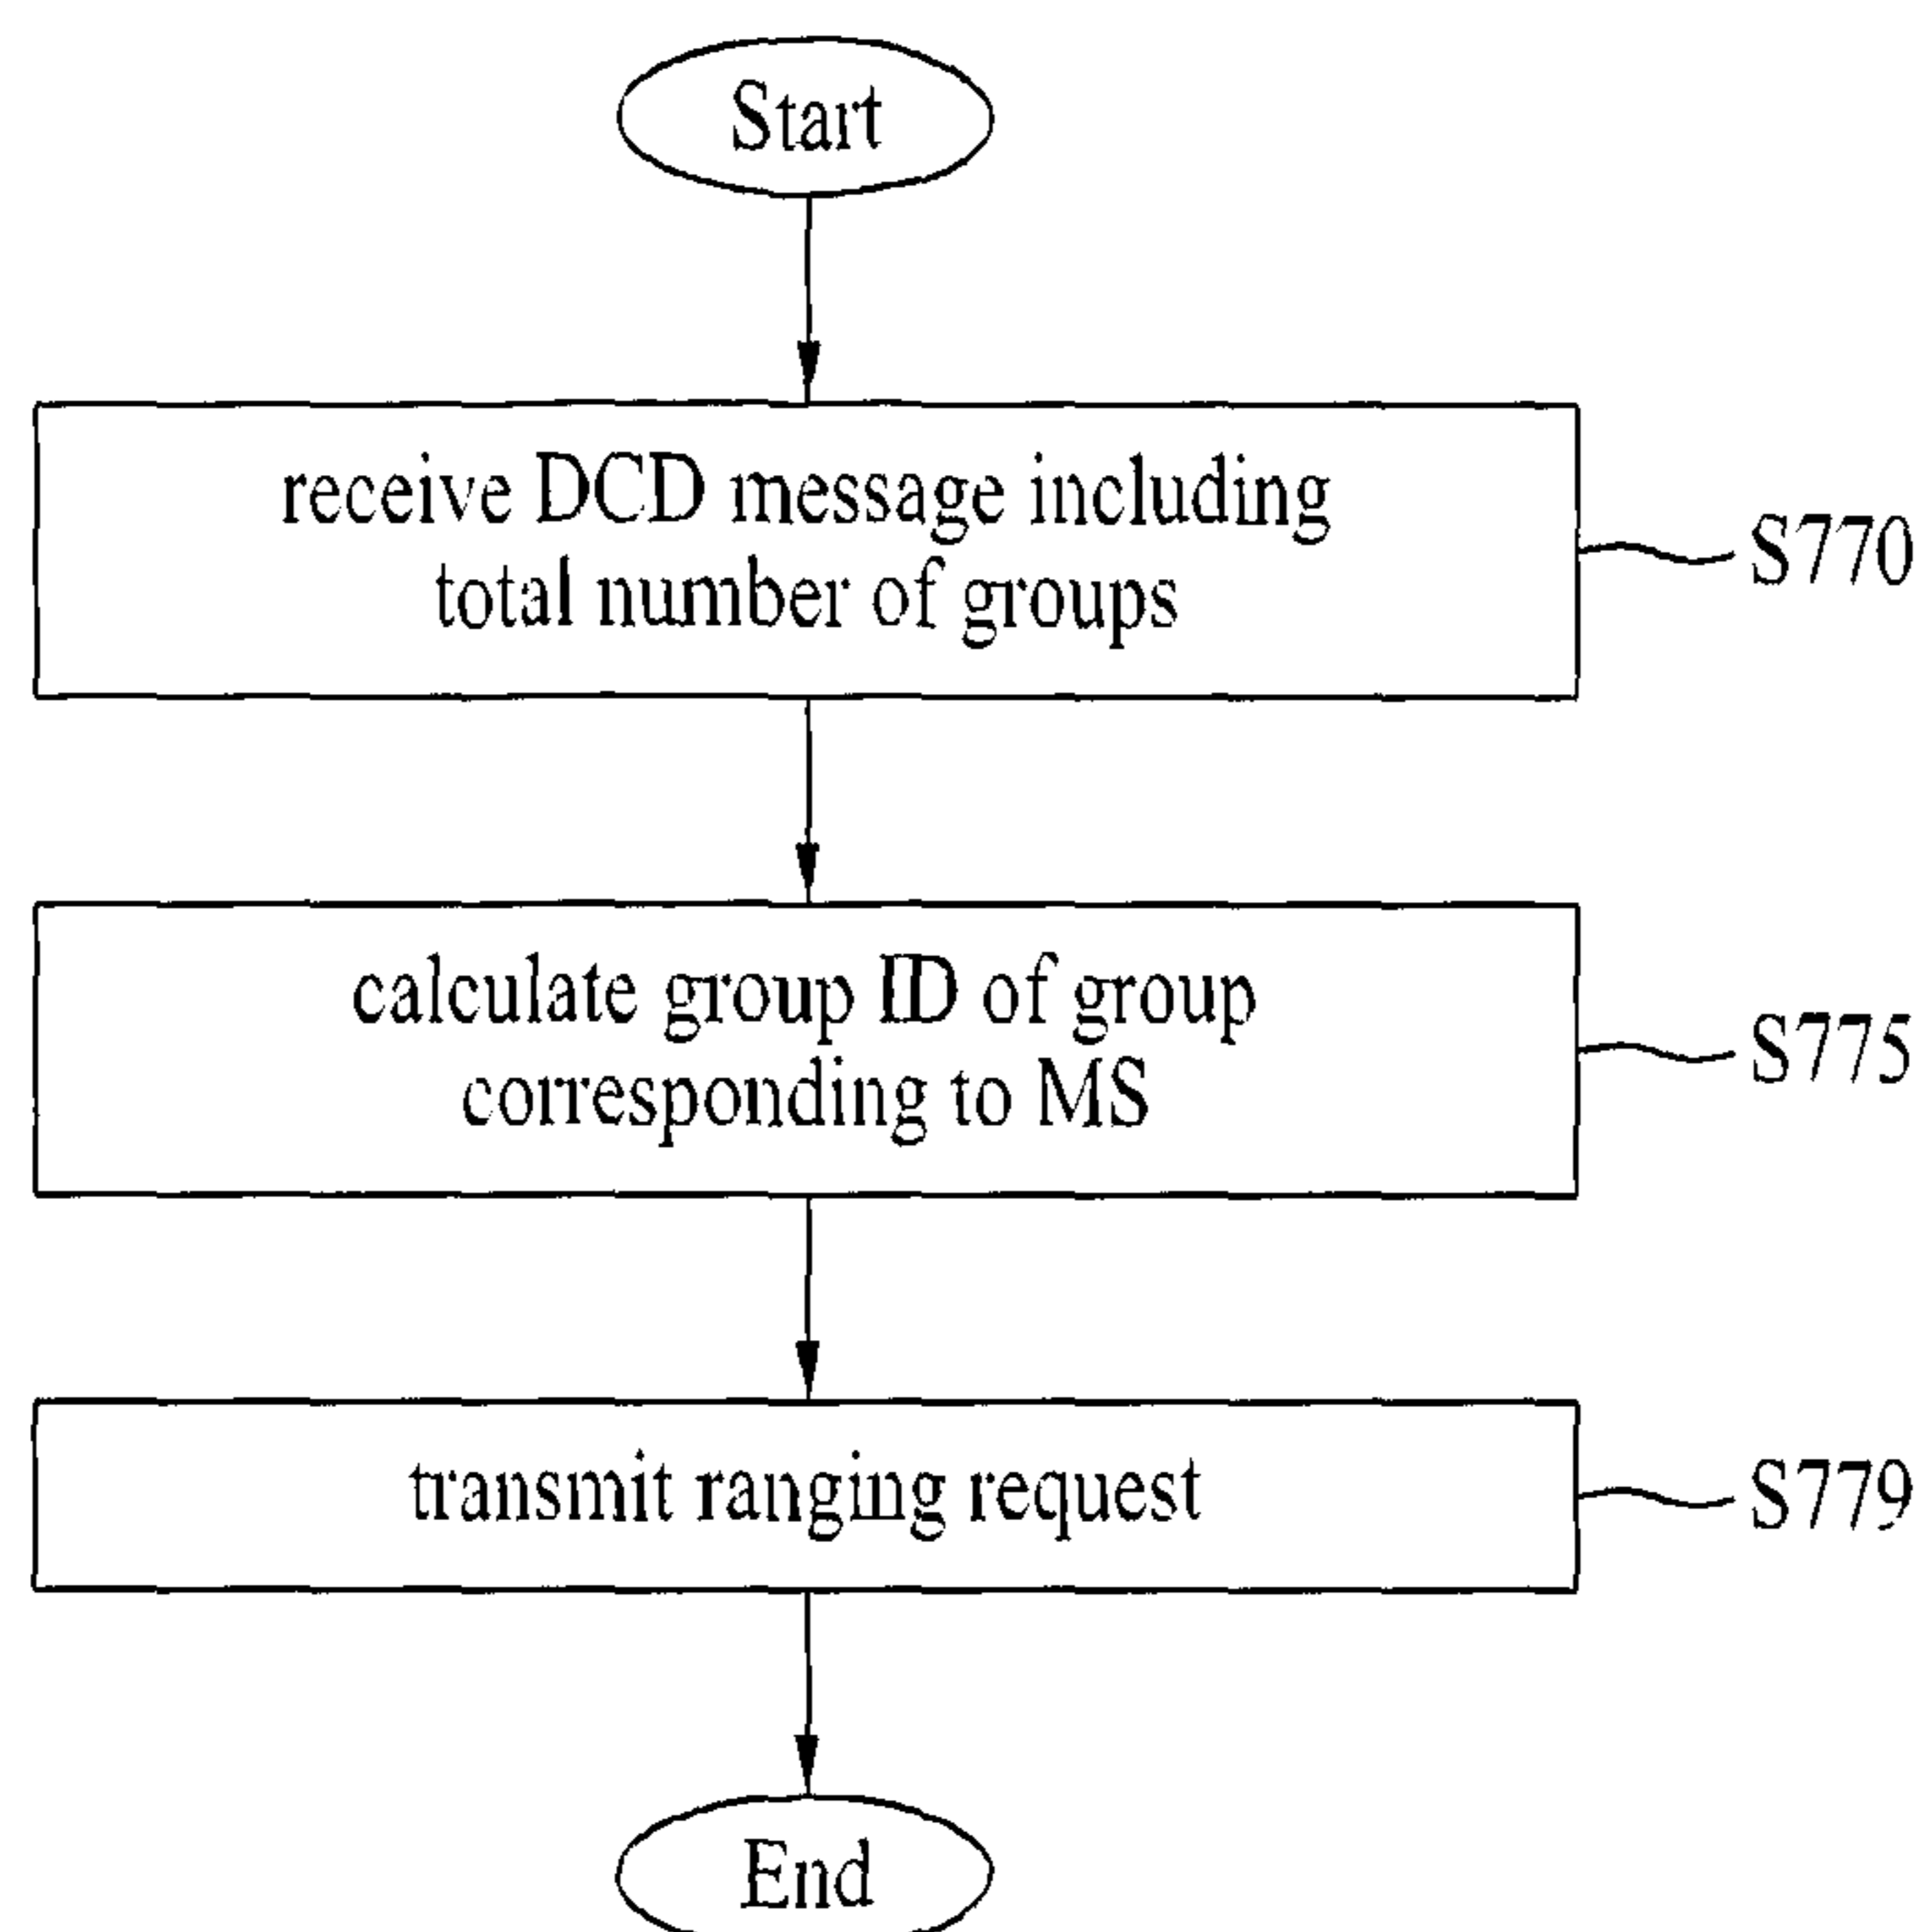 Start
receive DCD message including
total number of groups
S770
calculate group ID of group
corresponding to MS
S775
transmit ranging request
S779
End